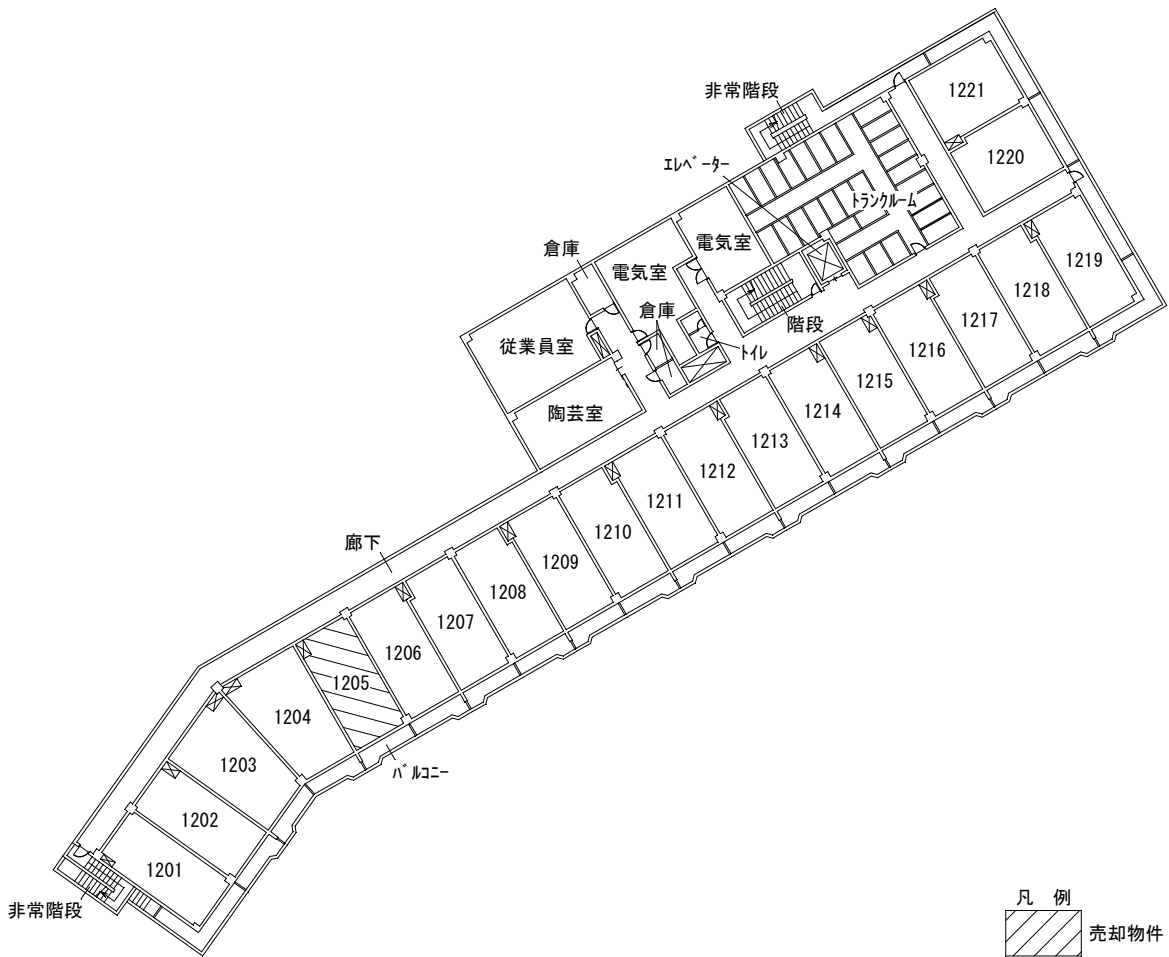 1221
非常階段
1220
エレベーター
トランクルーム
電気室
倉庫
電気室
1219
倉庫
1218
階段
従業員室
トイレ
1217
1216
陶芸室
1215
1214
1213
1212
1211
1210
廊下
1209
1208
1207
1206
1205
1204
1203
バルコニー
1202
1201
非常階段
凡 例
売却物件